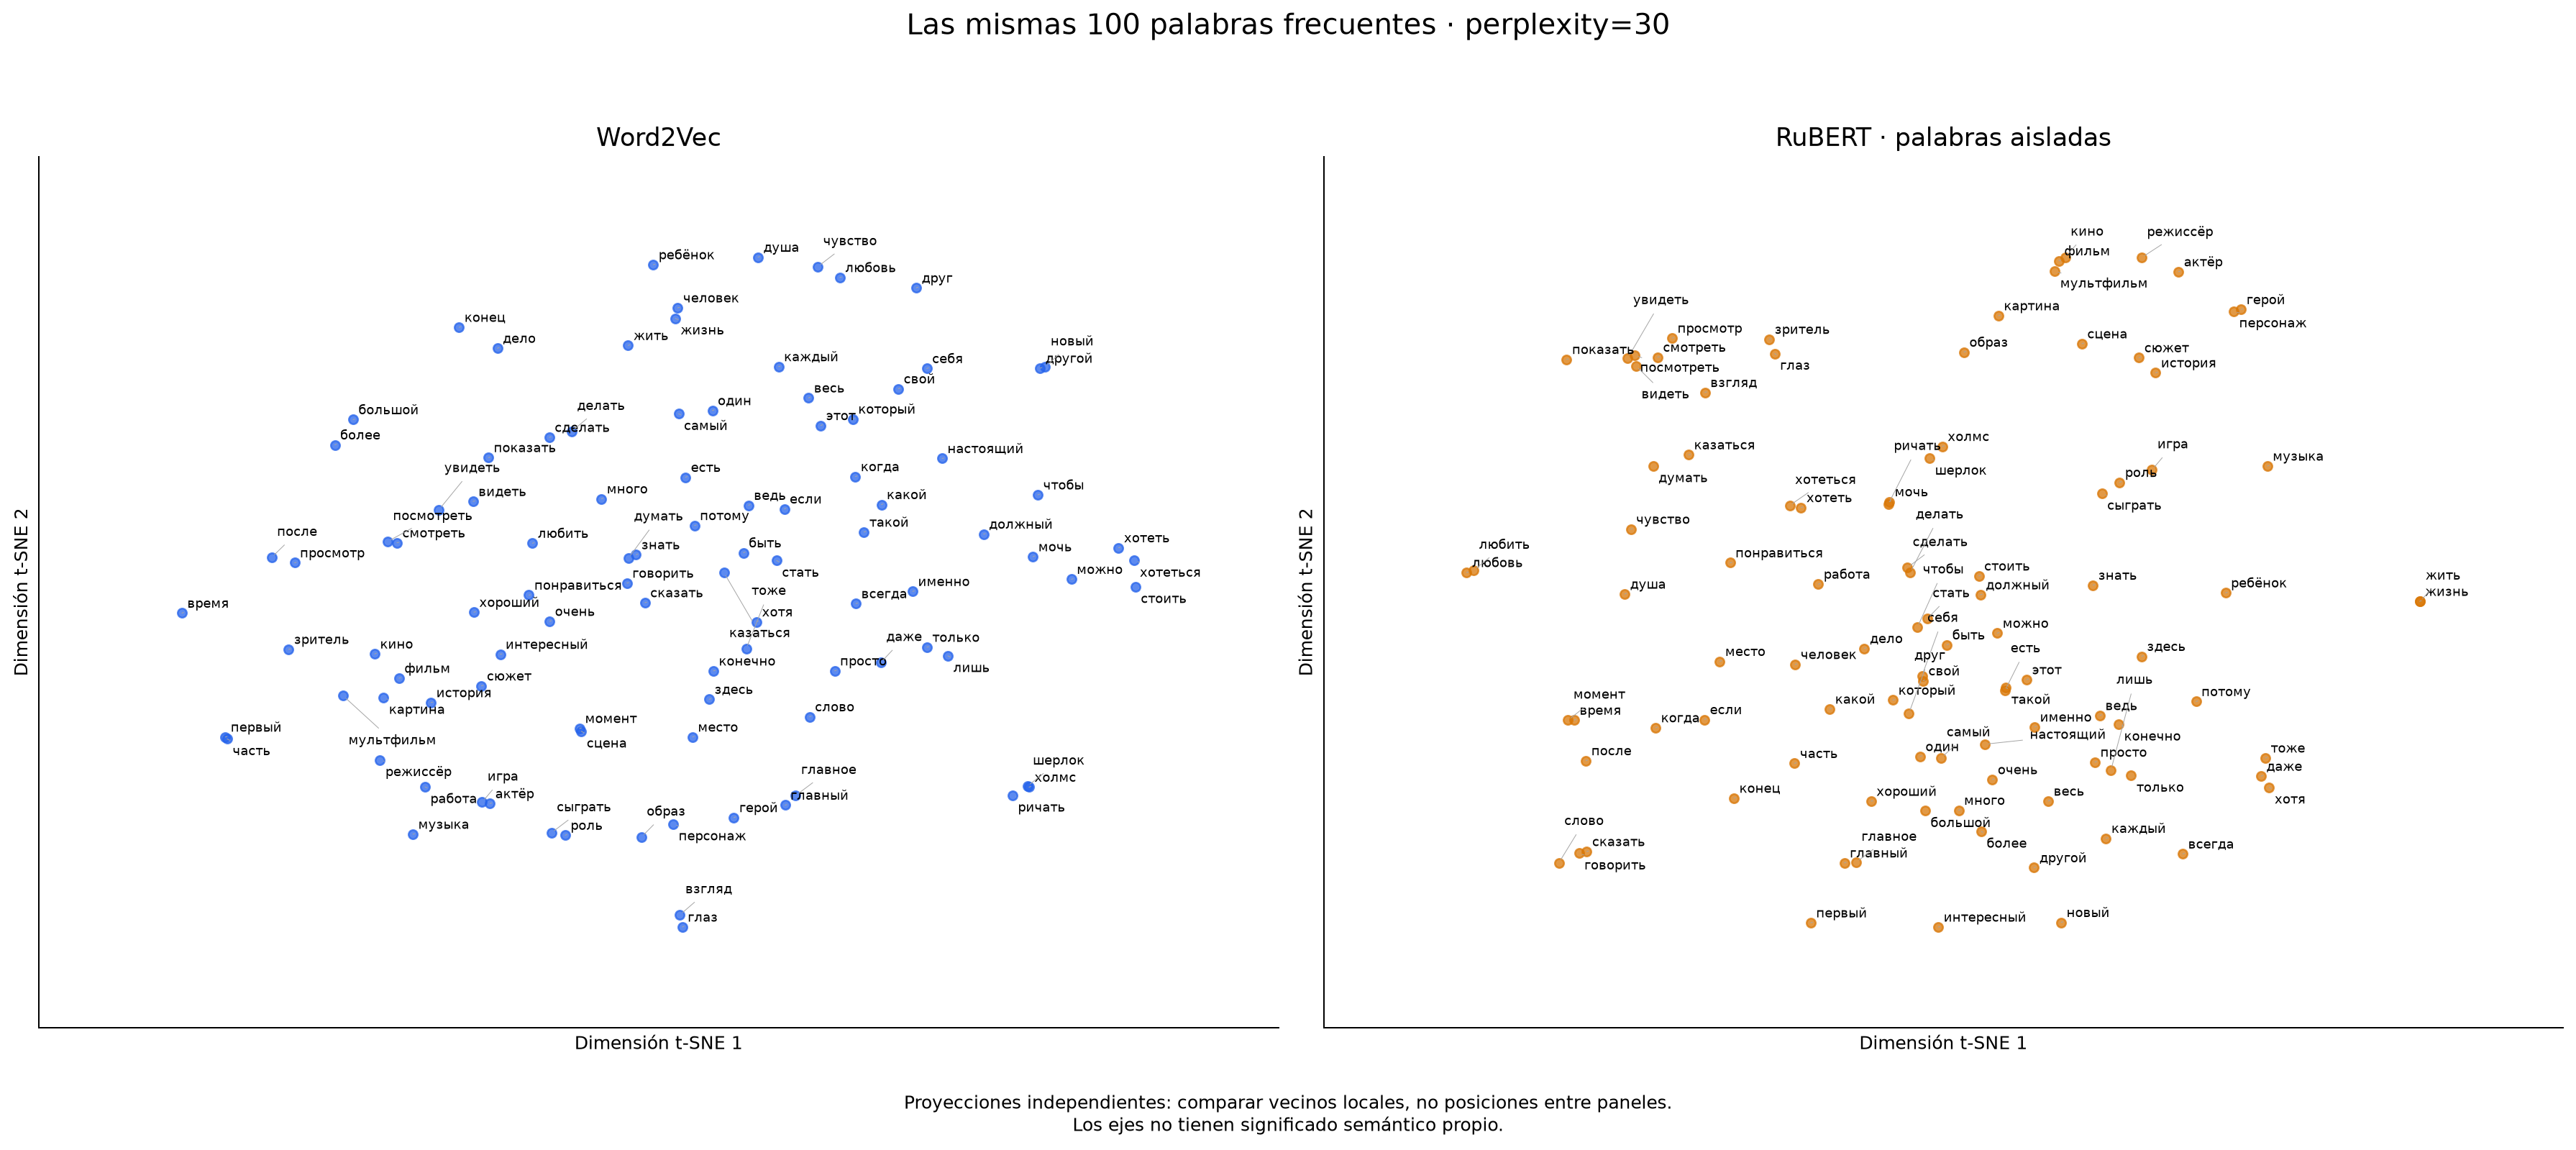 Las mismas 100 palabras frecuentes · perplexity=30
Word2Vec
ребёнок
душа
чувство
любовь
друг
человек
жизнь
конец
дело
жить
новый
другой
каждый
себя
свой
весь
большой
более
делать
сделать
один
самый
этот
который
показать
настоящий
увидеть
видеть
есть
когда
много
ведь
если
какой
чтобы
посмотреть
смотреть
думать
потому
такой
после
просмотр
любить
знать
быть
должный
мочь
хотеть
стать
можно
хотеться
говорить
понравиться
сказать
тоже
именно
стоить
время
хороший
очень
хотя
всегда
казаться
зритель
кино
интересный
даже
только
фильм
конечно
просто
лишь
сюжет
история
картина
здесь
слово
первый
часть
момент
сцена
место
мультфильм
режиссёр
игра
актёр
работа
главное
главный
шерлок
холмс
ричать
музыка
сыграть
роль
образ
персонаж
герой
взгляд
глаз
Dimensión t-SNE 1
Dimensión t-SNE 2
RuBERT · palabras aisladas
кино
фильм
мультфильм
режиссёр
актёр
увидеть
картина
герой
персонаж
просмотр
зритель
показать
смотреть
посмотреть
глаз
образ
сцена
сюжет
история
взгляд
видеть
казаться
думать
ричать
холмс
шерлок
игра
роль
сыграть
музыка
хотеться
хотеть
мочь
чувство
делать
любить
любовь
понравиться
сделать
работа
чтобы
стоить
должный
знать
ребёнок
жить
жизнь
душа
стать
себя
можно
место
человек
дело
быть
друг
есть
здесь
свой
этот
лишь
момент
время
какой
который
такой
потому
когда
если
именно
ведь
самый
настоящий
конечно
после
часть
один
просто
тоже
даже
хотя
очень
только
конец
хороший
много
весь
большой
более
слово
сказать
говорить
главное
главный
каждый
всегда
другой
первый
интересный
новый
Dimensión t-SNE 1
Dimensión t-SNE 2
Proyecciones independientes: comparar vecinos locales, no posiciones entre paneles.
Los ejes no tienen significado semántico propio.